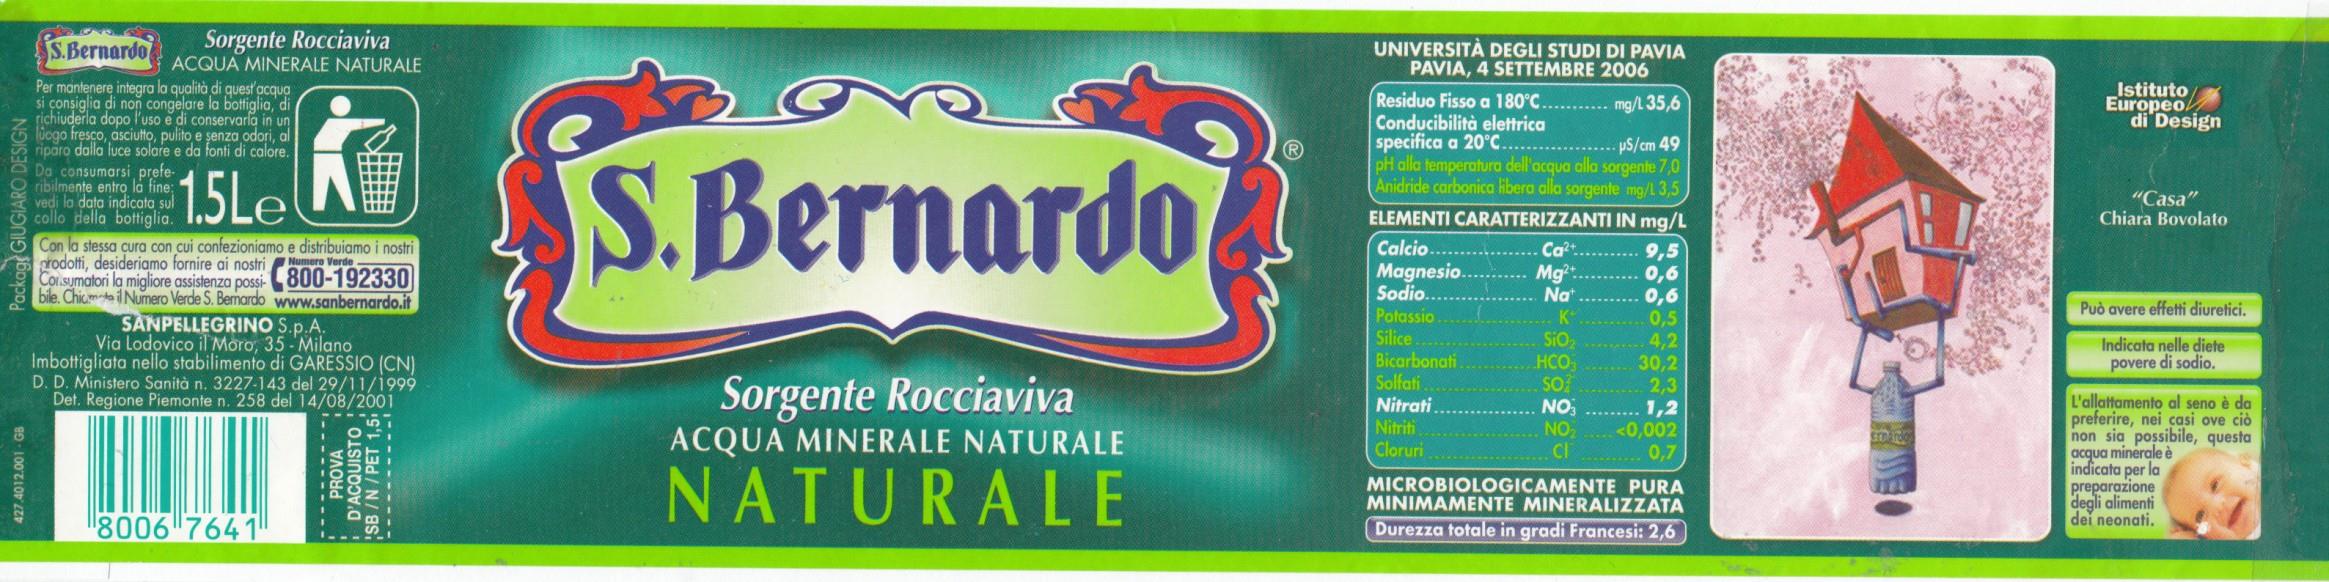 S.Bernardo
Sorgente Rocciaviva
ACQUA MINERALE NATURALE
Per mantenere integra la qualità di quest'acqua
si consiglia di non congelare la bottiglia, di
richiuderla dopo l'uso e di conservarla in un
luogo fresco, asciutto, pulito e senza odori, al
riparo dalla luce solare e da fonti di calore.
Da consumarsi prefe-
ribilmente entro la fine:
vedi la data indicata sul
collo della bottiglia.
1.5L e
Con la stessa cura con cui confezioniamo e distribuiamo i nostri
prodotti, desideriamo fornire ai nostri
Consumatori la migliore assistenza possi-
bile. Chiamate il Numero Verde S. Bernardo
Numero Verde
800-192330
www.sanbernardo.it
SANPELLEGRINO S.p.A.
Via Lodovico il Moro, 35 - Milano
Imbottigliata nello stabilimento di GARESSIO (CN)
D. D. Ministero Sanità n. 3227-143 del 29/11/1999
Det. Regione Piemonte n. 258 del 14/08/2001
8006 7641
PROVA
D'ACQUISTO
SB / N / PET 1,5
Package GIUGIARO DESIGN
427.4012.001 - GB
S.Bernardo
®
Sorgente Rocciaviva
ACQUA MINERALE NATURALE
NATURALE
UNIVERSITÀ DEGLI STUDI DI PAVIA
PAVIA, 4 SETTEMBRE 2006
Residuo Fisso a 180°C............ mg/L 35,6
Conducibilità elettrica
specifica a 20°C.................... µS/cm 49
pH alla temperatura dell'acqua alla sorgente 7,0
Anidride carbonica libera alla sorgente mg/L 3,5
ELEMENTI CARATTERIZZANTI IN mg/L
Calcio.................. Ca²⁺ .......... 9,5
Magnesio............. Mg²⁺ .......... 0,6
Sodio................... Na⁺ .......... 0,6
Potassio................ K⁺ .......... 0,5
Silice .................. SiO₂ .......... 4,2
Bicarbonati .......... HCO₃⁻ ........ 30,2
Solfati ................. SO₄²⁻ .......... 2,3
Nitrati ................. NO₃⁻ ......... 1,2
Nitriti .................. NO₂⁻ ..... <0,002
Cloruri ................. Cl⁻ .......... 0,7
MICROBIOLOGICAMENTE PURA
MINIMAMENTE MINERALIZZATA
Durezza totale in gradi Francesi: 2,6
ernardo
Istituto
Europeo
di Design
"Casa"
Chiara Bovolato
Può avere effetti diuretici.
Indicata nelle diete
povere di sodio.
L'allattamento al seno è da
preferire, nei casi ove ciò
non sia possibile, questa
acqua minerale è
indicata per la
preparazione
degli alimenti
dei neonati.